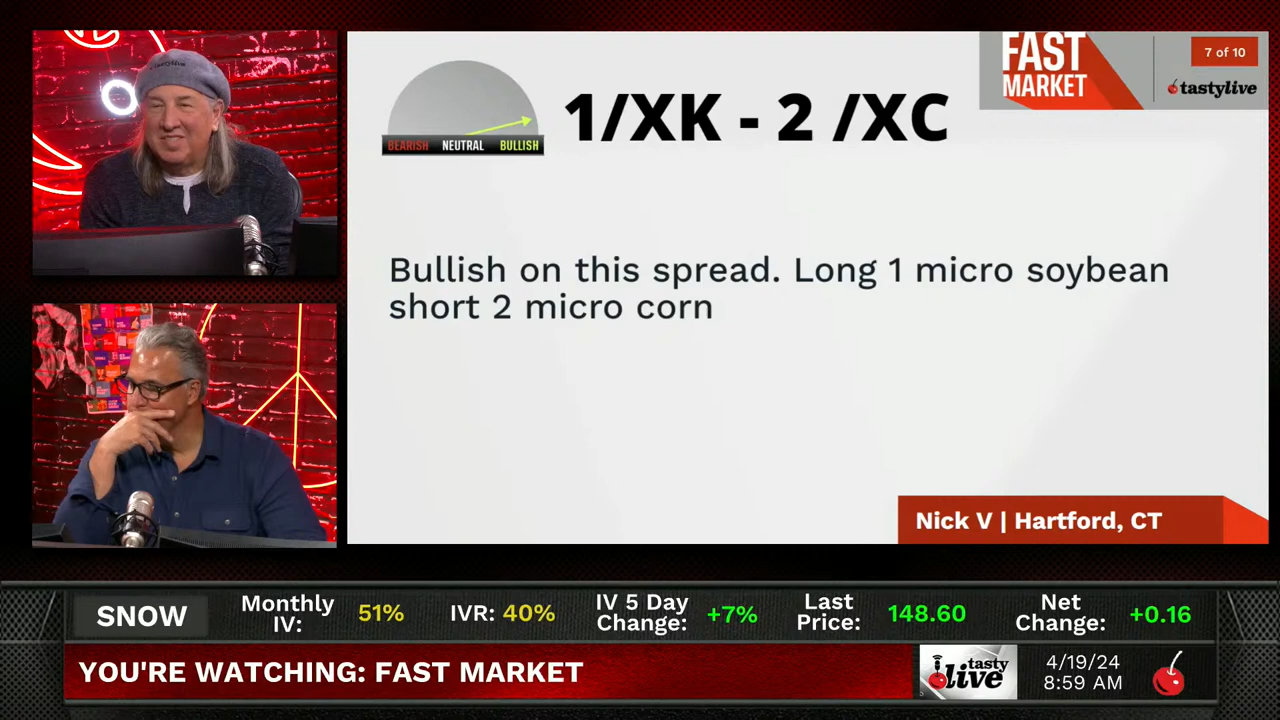 tastylive
FAST
MARKET
7 of 10
tastylive
1/XK - 2 /XC
BEARISH NEUTRAL BULLISH
Bullish on this spread. Long 1 micro soybean
short 2 micro corn
Nick V | Hartford, CT
SNOW
Monthly
IV:
51%
IVR: 40%
IV 5 Day
Change:
+7%
Last
Price:
148.60
Net
Change:
+0.16
YOU'RE WATCHING: FAST MARKET
tasty
live
4/19/24
8:59 AM